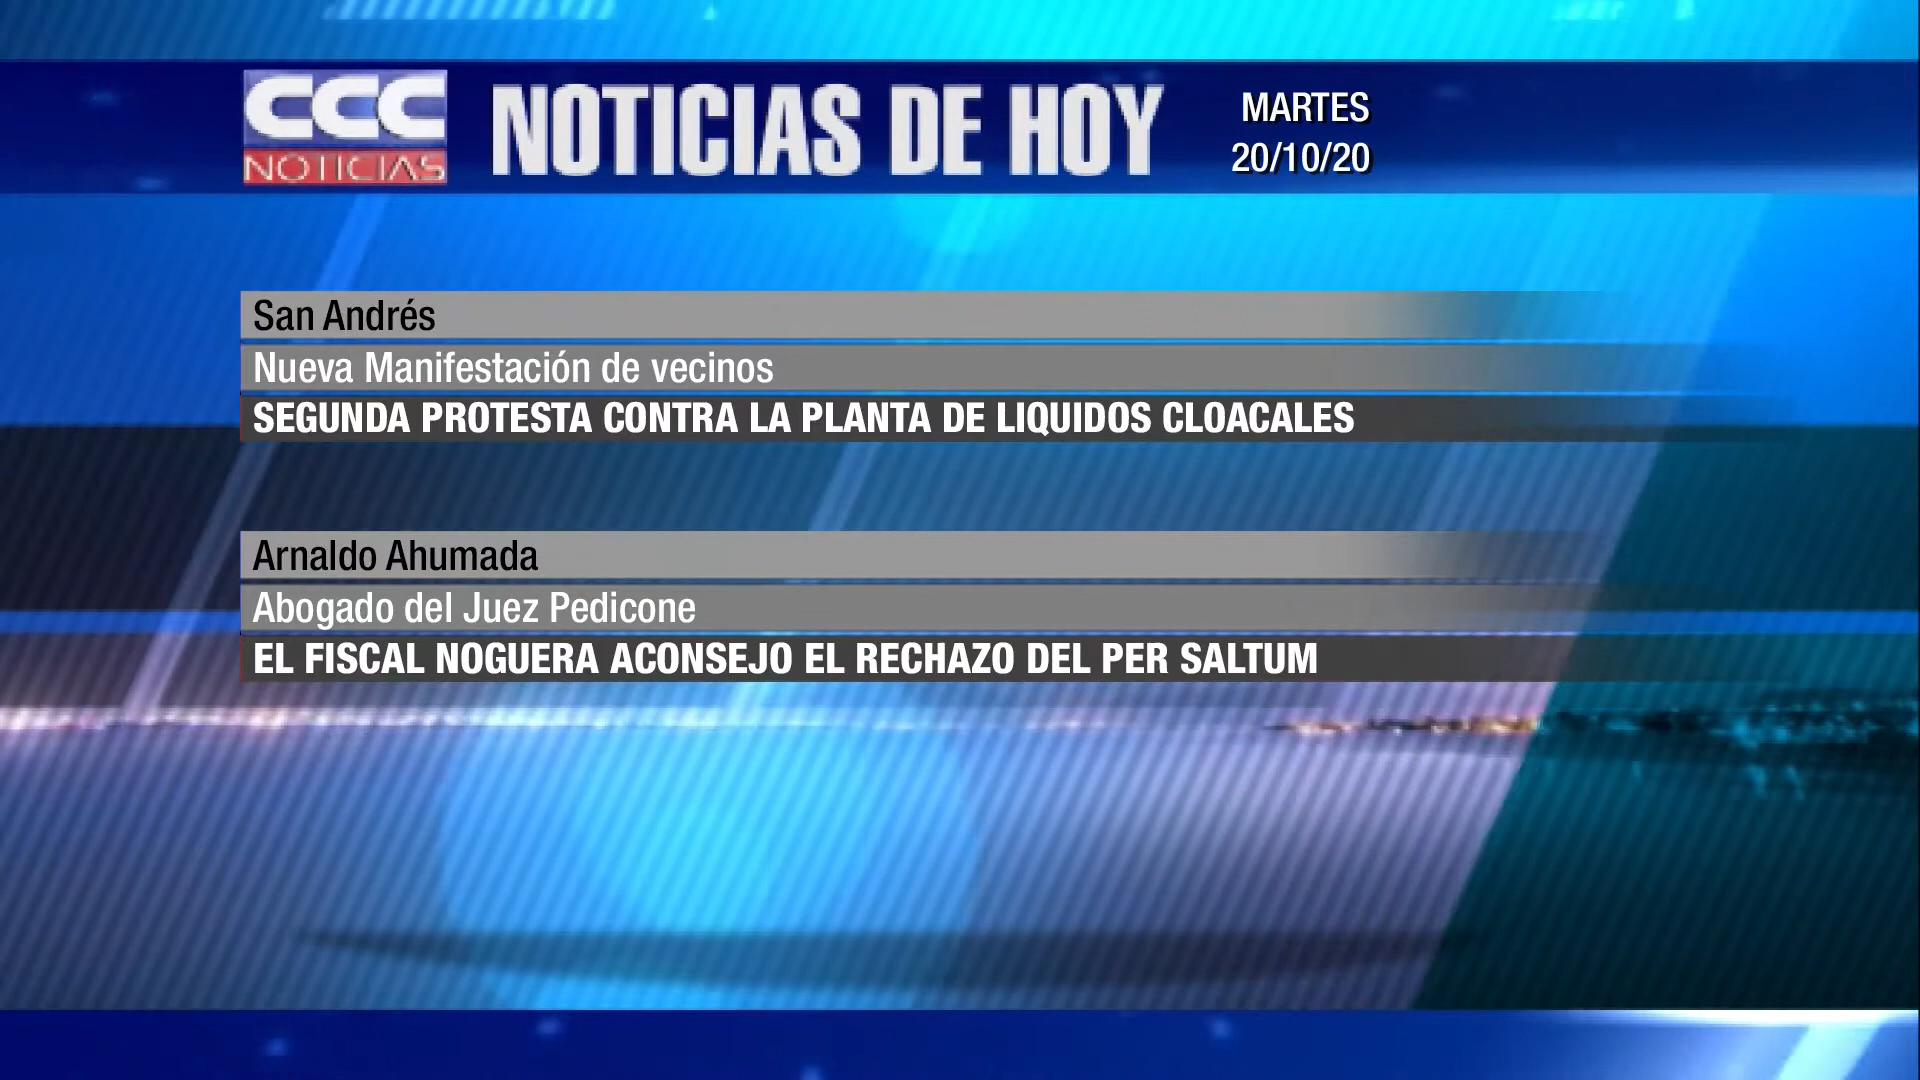 CCC
NOTICIAS
NOTICIAS DE HOY
MARTES
20/10/20
San Andrés
Nueva Manifestación de vecinos
SEGUNDA PROTESTA CONTRA LA PLANTA DE LIQUIDOS CLOACALES
Arnaldo Ahumada
Abogado del Juez Pedicone
EL FISCAL NOGUERA ACONSEJO EL RECHAZO DEL PER SALTUM